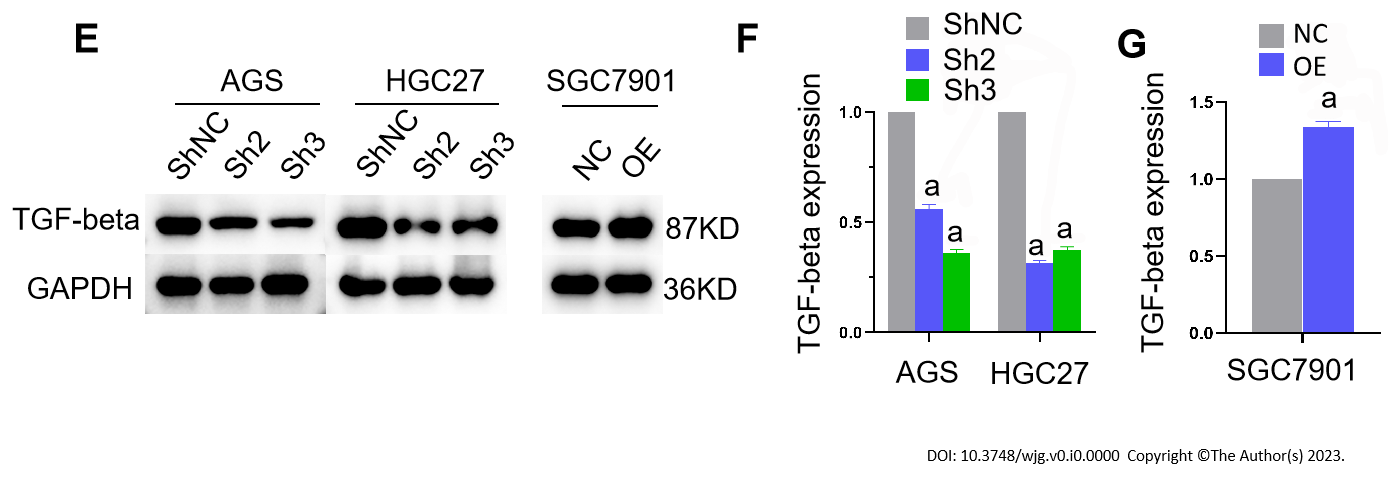 E
AGS HGC27 SGC7901
ShNC Sh2 Sh3 ShNC Sh2 Sh3 NC OE
TGF-beta 87KD
GAPDH 36KD
F
ShNC
Sh2
Sh3
TGF-beta expression
1.0
0.5
0.0
a
a
a
a
AGS HGC27
G
NC
OE
TGF-beta expression
1.5
1.0
0.5
0.0
a
SGC7901
DOI: 10.3748/wjg.v0.i0.0000 Copyright ©The Author(s) 2023.